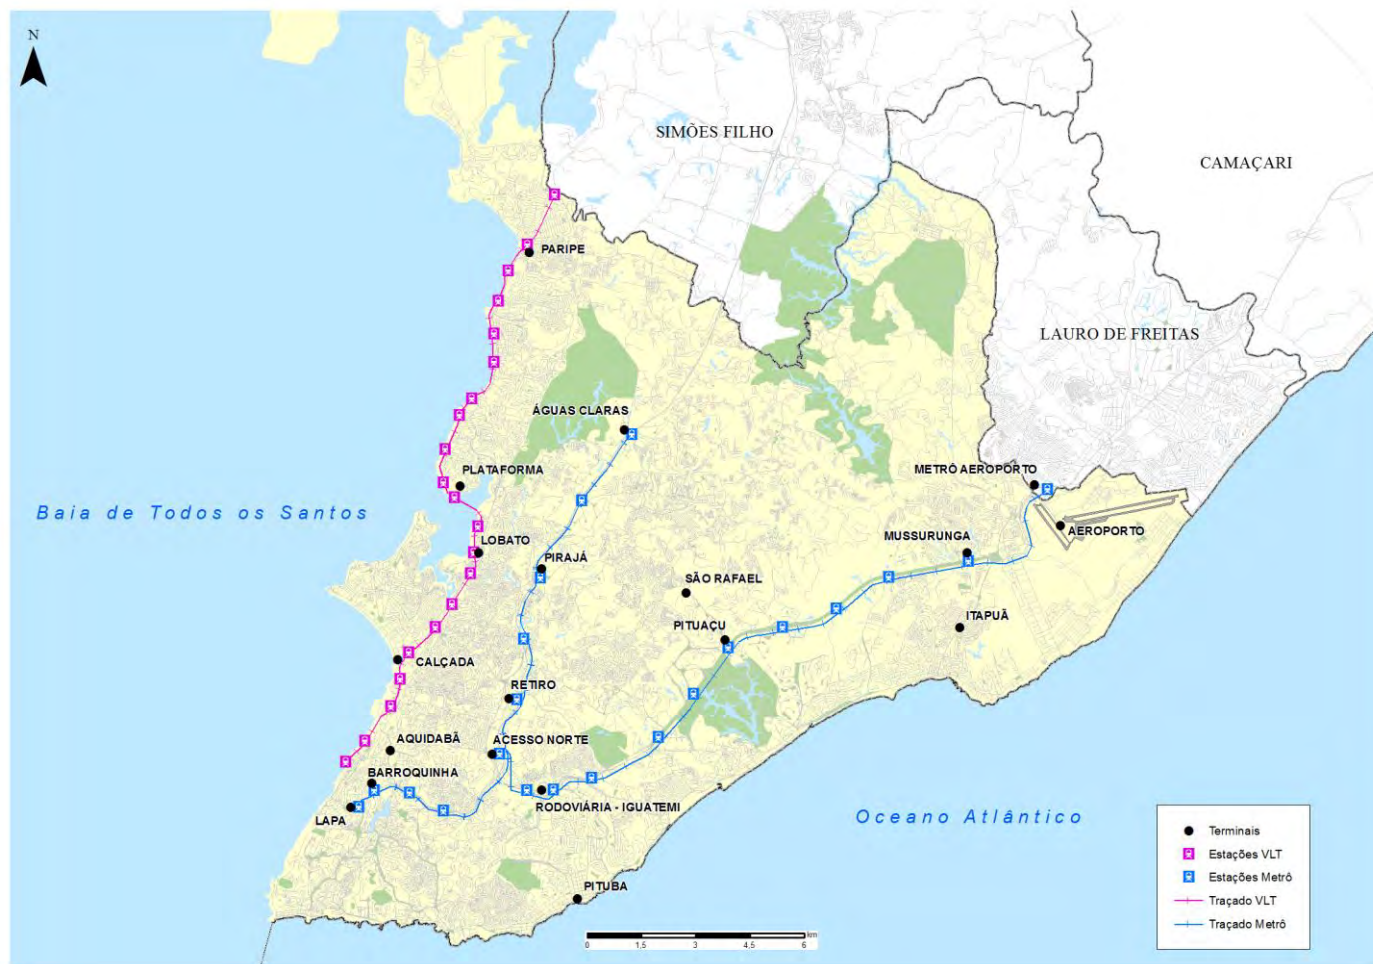 N
SIMÕES FILHO
CAMAÇARI
PARIPE
LAURO DE FREITAS
ÁGUAS CLARAS
PLATAFORMA
METRÔ AEROPORTO
Baia de Todos os Santos
AEROPORTO
LOBATO
MUSSURUNGA
PIRAJÁ
SÃO RAFAEL
ITAPUÃ
PITUAÇU
CALÇADA
RETIRO
AQUIDABÃ
ACESSO NORTE
BARROQUINHA
RODOVIÁRIA - IGUATEMI
LAPA
Oceano Atlântico
PITUBA
Terminais
Estações VLT
Estações Metrô
Traçado VLT
Traçado Metrô
km
0 1,5 3 4,5 6